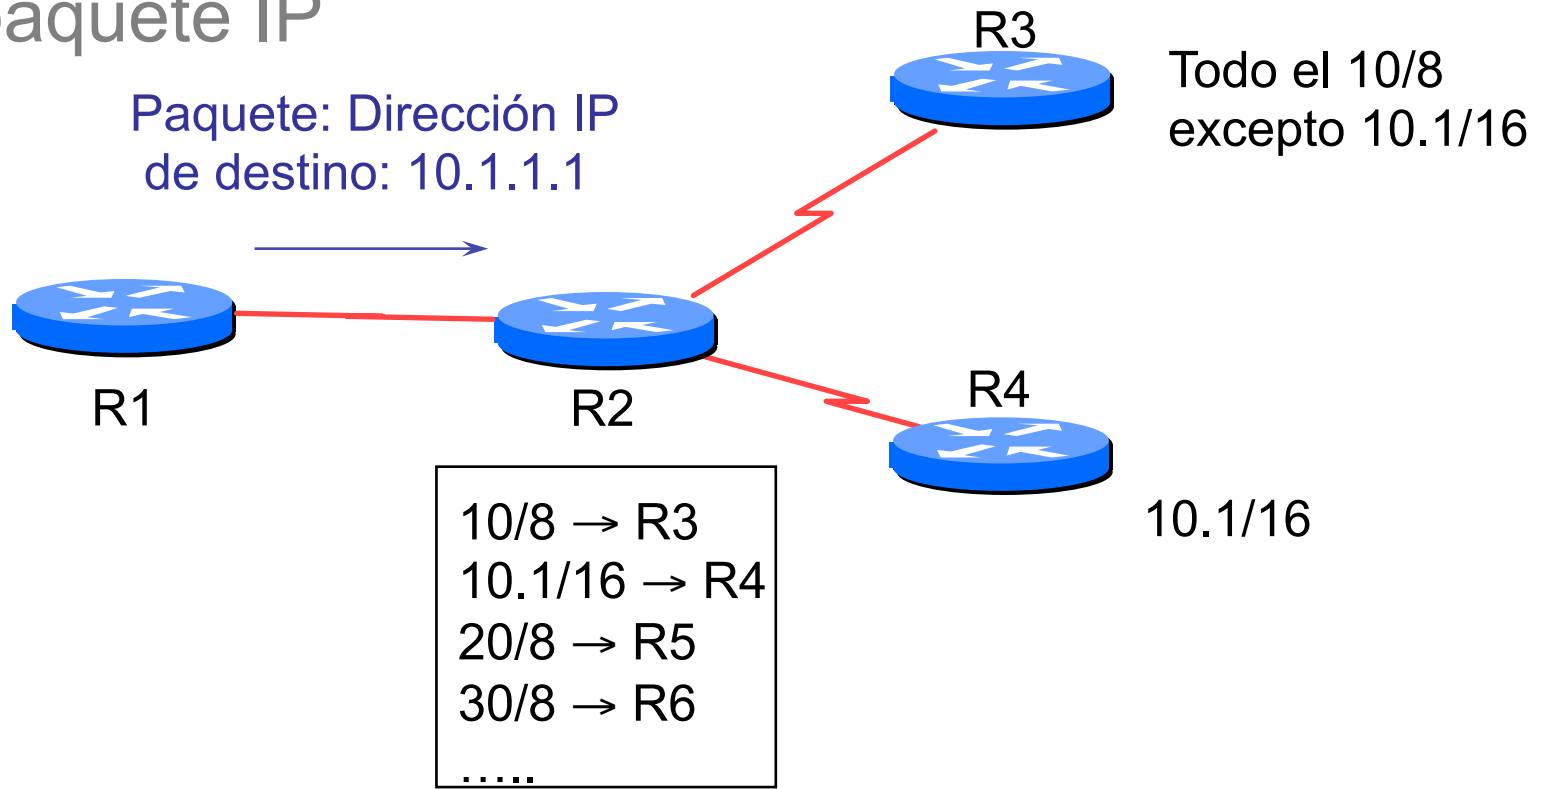 paquete IP
R3
Todo el 10/8
excepto 10.1/16
Paquete: Dirección IP
de destino: 10.1.1.1
R1
R2
R4
10.1/16
10/8 → R3
10.1/16 → R4
20/8 → R5
30/8 → R6
…..